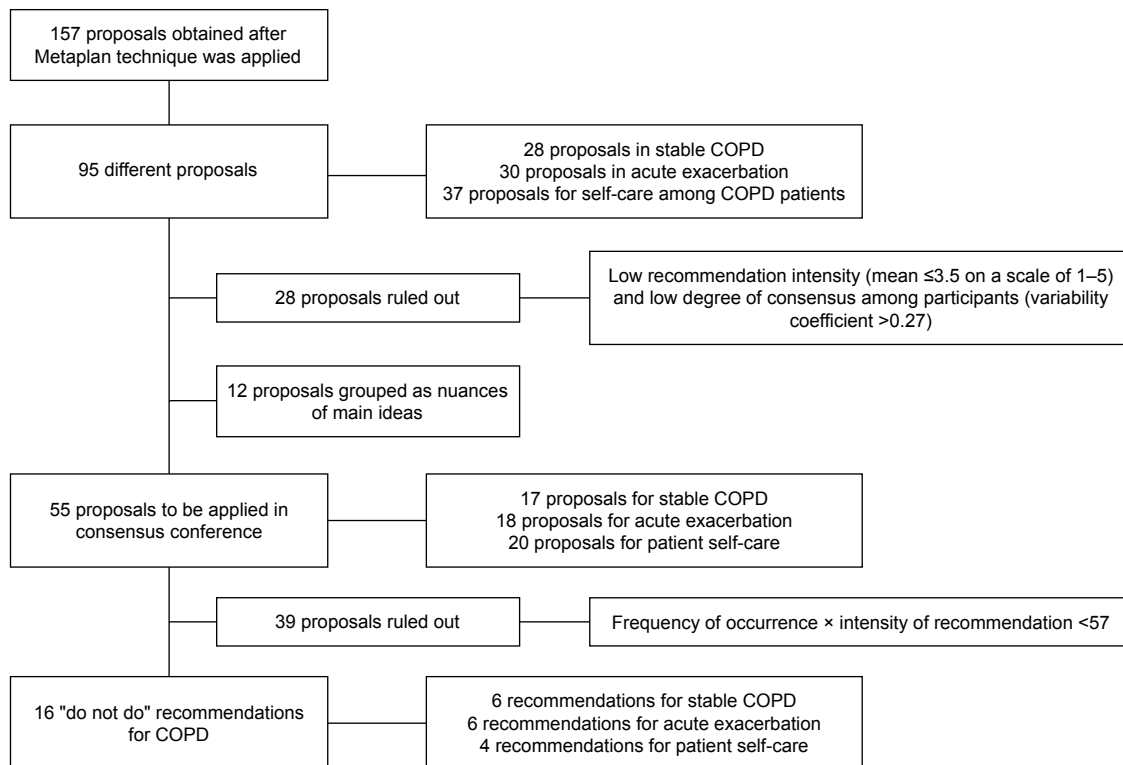 157 proposals obtained after
Metaplan technique was applied
95 different proposals
28 proposals in stable COPD
30 proposals in acute exacerbation
37 proposals for self-care among COPD patients
28 proposals ruled out
Low recommendation intensity (mean ≤3.5 on a scale of 1–5)
and low degree of consensus among participants (variability
coefficient >0.27)
12 proposals grouped as nuances
of main ideas
55 proposals to be applied in
consensus conference
17 proposals for stable COPD
18 proposals for acute exacerbation
20 proposals for patient self-care
39 proposals ruled out
Frequency of occurrence × intensity of recommendation <57
16 "do not do" recommendations
for COPD
6 recommendations for stable COPD
6 recommendations for acute exacerbation
4 recommendations for patient self-care